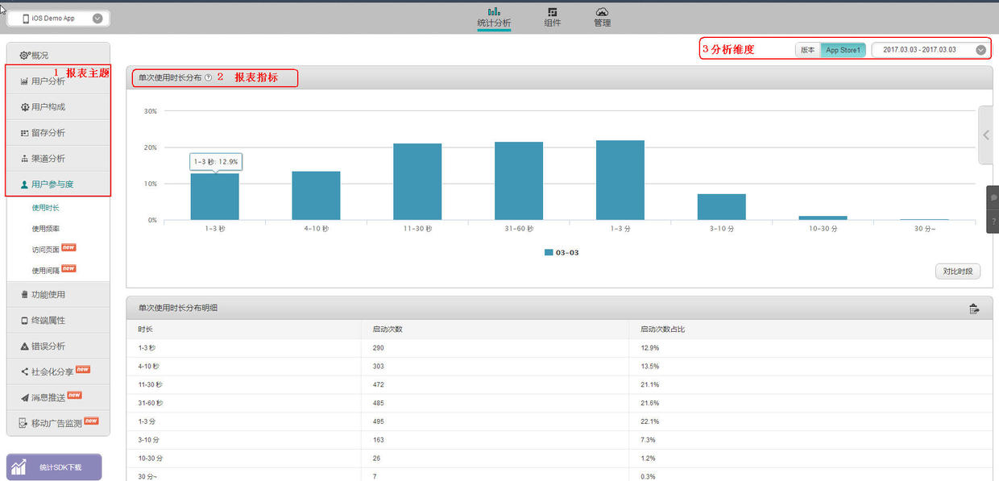 iOS Demo App
统计分析
组件
管理
3 分析维度
版本
App Store1
2017.03.03 - 2017.03.03
概况
1 报表主题
用户分析
用户构成
留存分析
渠道分析
用户参与度
使用时长
使用频率
访问页面 new
使用间隔 new
功能使用
终端属性
错误分析
社会化分享 new
消息推送 new
移动广告监测 new
统计SDK下载
单次使用时长分布 ?
2 报表指标
30%
20%
10%
0%
1-3 秒: 12.9%
1-3 秒 4-10 秒 11-30 秒 31-60 秒 1-3 分 3-10 分 10-30 分 30 分~
03-03
对比时段
?
单次使用时长分布明细
时长 启动次数 启动次数占比
1-3 秒 290 12.9%
4-10 秒 303 13.5%
11-30 秒 472 21.1%
31-60 秒 485 21.6%
1-3 分 495 22.1%
3-10 分 163 7.3%
10-30 分 26 1.2%
30 分~ 7 0.3%